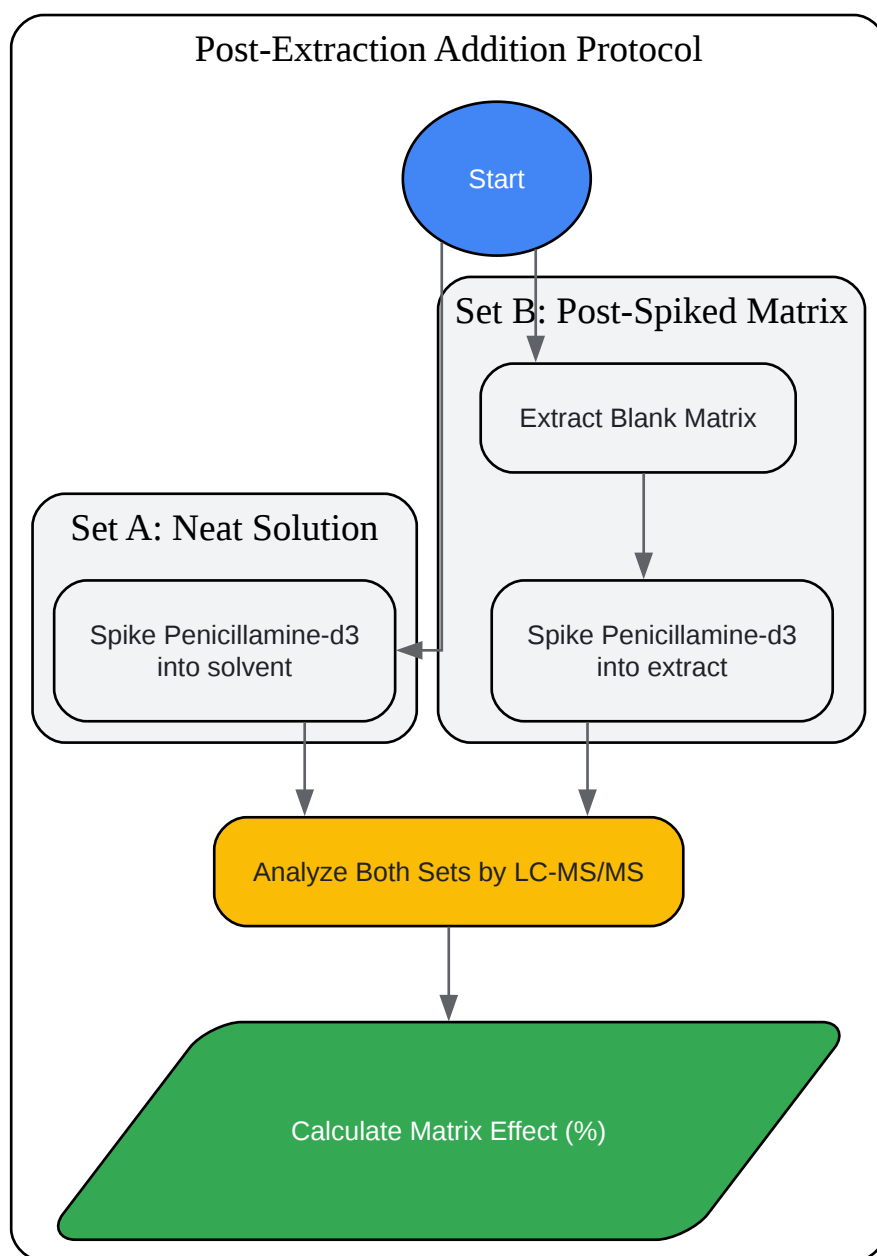 Post-Extraction Addition Protocol
Start
Set B: Post-Spiked Matrix
Extract Blank Matrix
Set A: Neat Solution
Spike Penicillamine-d3
into solvent
Spike Penicillamine-d3
into extract
Analyze Both Sets by LC-MS/MS
Calculate Matrix Effect (%)